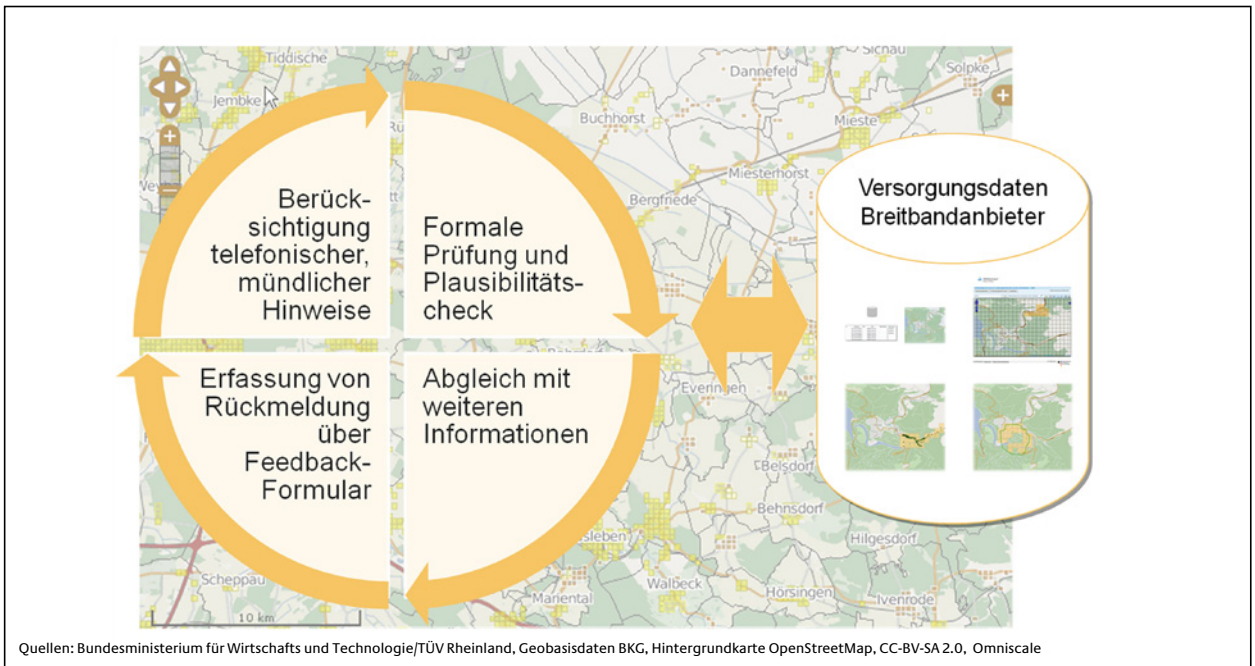 Tiddische
Sichau
Dannefeld
Solpke
Jembke
Buchhorst
Mieste
Miesterhorst
Bergfriede
Berück-
sichtigung
telefonischer,
mündlicher
Hinweise
Formale
Prüfung und
Plausibilitäts-
check
Versorgungsdaten
Breitbandanbieter
Erfassung von
Rückmeldung
über
Feedback-
Formular
Abgleich mit
weiteren
Informationen
Everingen
Belsdorf
Behnsdorf
Hilgesdorf
sleben
Scheppau
Walbeck
Hörsingen
Mariental
Ivenrode
10 km
Quellen: Bundesministerium für Wirtschafts und Technologie/TÜV Rheinland, Geobasisdaten BKG, Hintergrundkarte OpenStreetMap, CC-BV-SA 2.0, Omniscale